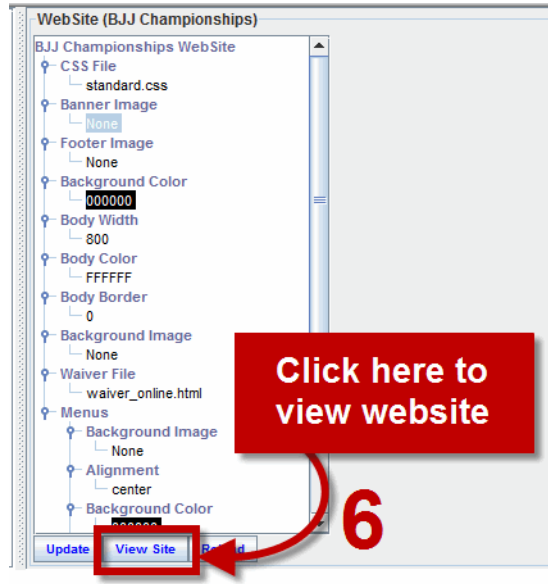 WebSite (BJJ Championships)
BJJ Championships WebSite
CSS File
standard.css
Banner Image
None
Footer Image
None
Background Color
000000
Body Width
800
Body Color
FFFFFF
Body Border
0
Background Image
None
Waiver File
waiver_online.html
Menus
Background Image
None
Alignment
center
Background Color
Click here to
view website
6
Update View Site